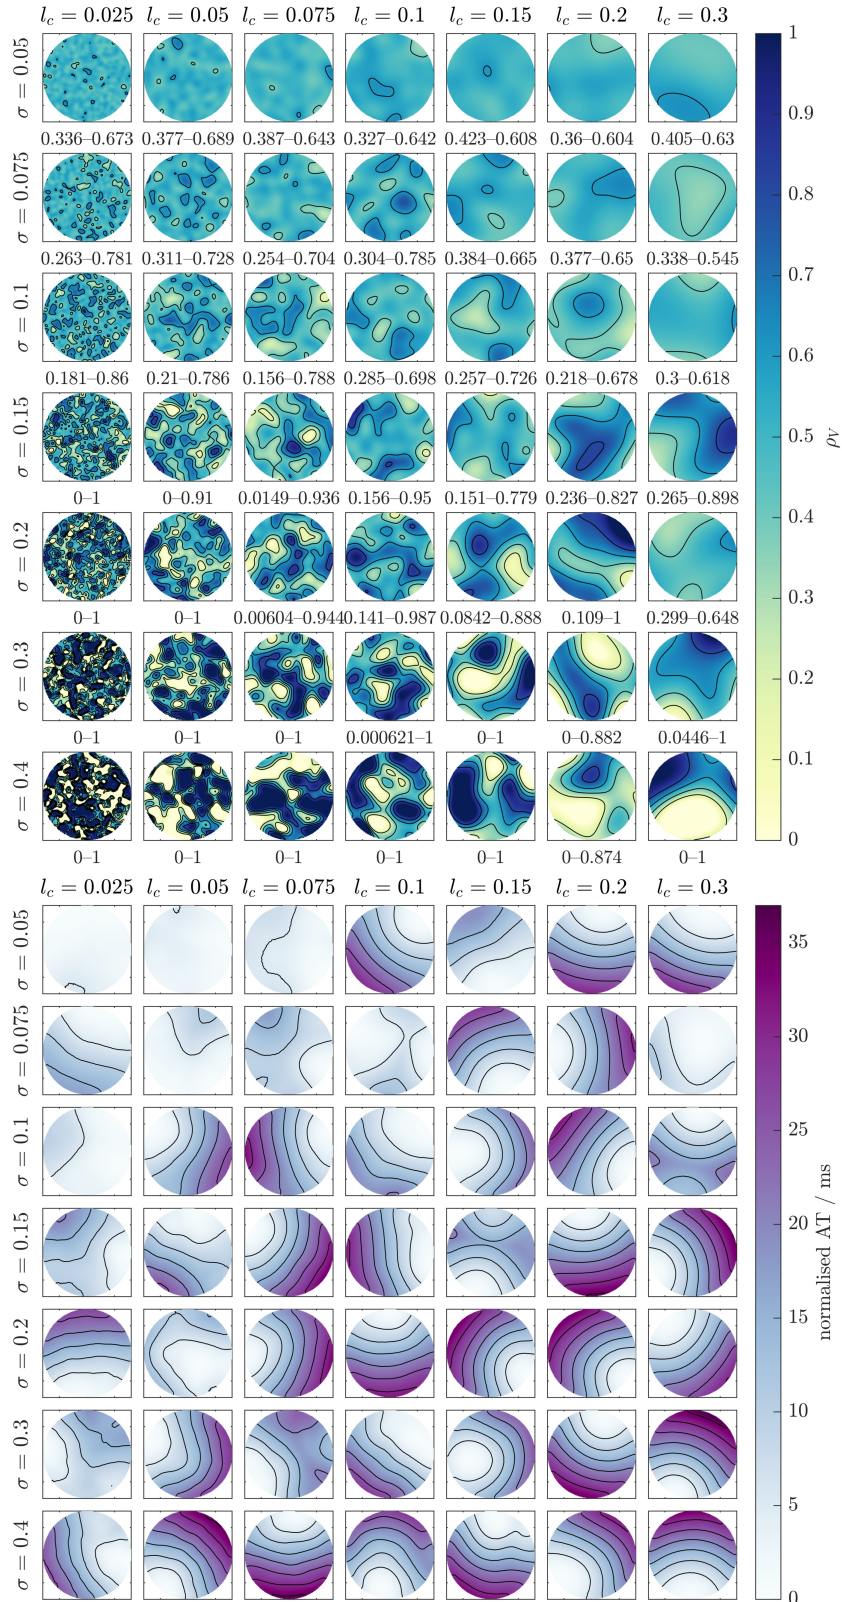 l_c = 0.025 l_c = 0.05 l_c = 0.075 l_c = 0.1 l_c = 0.15 l_c = 0.2 l_c = 0.3
σ = 0.05
0.336–0.673 0.377–0.689 0.387–0.643 0.327–0.642 0.423–0.608 0.36–0.604 0.405–0.63
σ = 0.075
0.263–0.781 0.311–0.728 0.254–0.704 0.304–0.785 0.384–0.665 0.377–0.65 0.338–0.545
σ = 0.1
0.181–0.86 0.21–0.786 0.156–0.788 0.285–0.698 0.257–0.726 0.218–0.678 0.3–0.618
σ = 0.15
0–1 0–0.91 0.0149–0.936 0.156–0.95 0.151–0.779 0.236–0.827 0.265–0.898
σ = 0.2
0–1 0–1 0.00604–0.944 0.141–0.987 0.0842–0.888 0.109–1 0.299–0.648
σ = 0.3
0–1 0–1 0–1 0.000621–1 0–1 0–0.882 0.0446–1
σ = 0.4
0–1 0–1 0–1 0–1 0–1 0–0.874 0–1
1
0.9
0.8
0.7
0.6
0.5
0.4
0.3
0.2
0.1
0
ρ_V
l_c = 0.025 l_c = 0.05 l_c = 0.075 l_c = 0.1 l_c = 0.15 l_c = 0.2 l_c = 0.3
σ = 0.05
σ = 0.075
σ = 0.1
σ = 0.15
σ = 0.2
σ = 0.3
σ = 0.4
35
30
25
20
15
10
5
0
normalised AT / ms